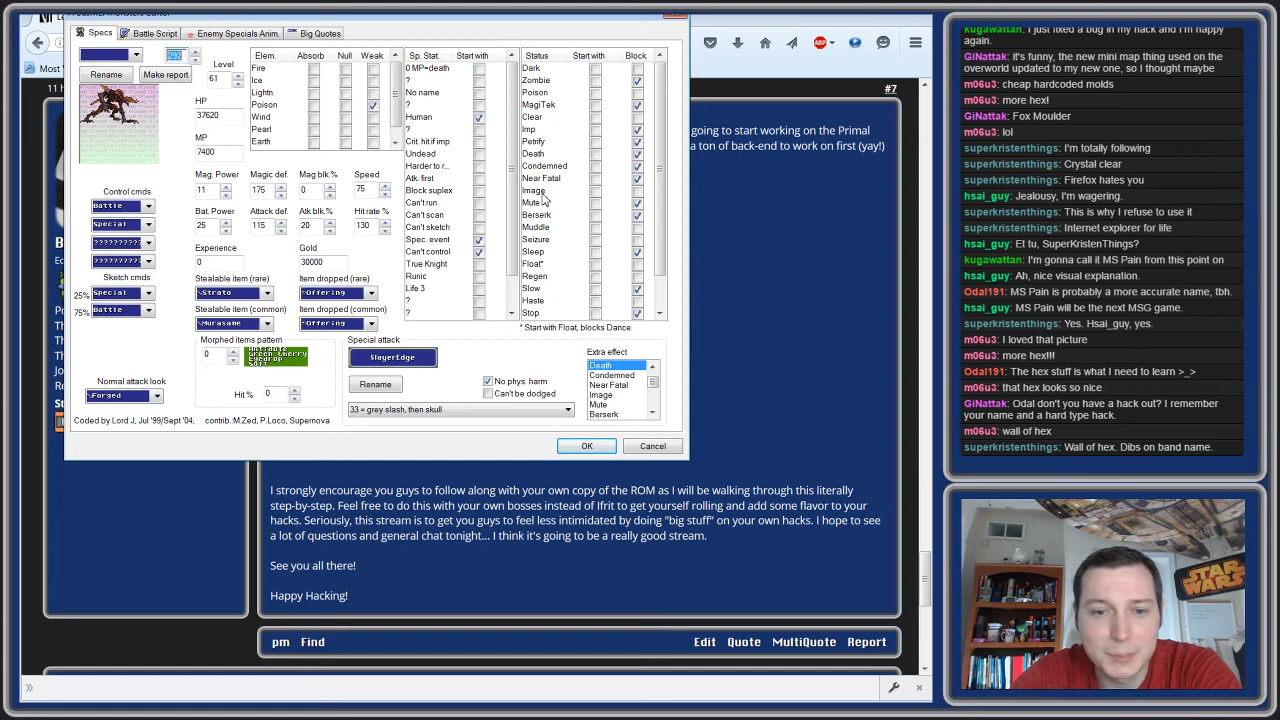 Specs
Battle Script
Enemy Specials Anim.
Big Quotes
292
Rename
Make report
Level
61
HP
37620
MP
7400
Elem.
Absorb
Null
Weak
Fire
Ice
Lightn.
Poison
Wind
Pearl
Earth
Mag. Power
11
Magic def.
175
Mag blk.%
0
Speed
75
Bat. Power
25
Attack def.
115
Atk blk.%
20
Hit rate %
130
Experience
0
Gold
30000
Control cmds
Battle
Special
??????????
??????????
Sketch cmds
25%
Special
75%
Battle
Stealable item (rare)
Strato
Item dropped (rare)
Offering
Stealable item (common)
Murasame
Item dropped (common)
Offering
Morphed items pattern
0
Green Cherry
Eyedrop
Normal attack look
Forged
Hit %
0
Coded by Lord J, Jul '99/Sept '04,
contrib.:M.Zed, P.Loco, Supernova
Sp. Stat.
Start with
0 MP=death
?
No name
?
Human
?
Crit. hit if imp
Undead
Harder to r...
Atk. first
Block suplex
Can't run
Can't scan
Can't sketch
Spec. event
Can't control
True Knight
Runic
Life 3
?
Status
Start with
Block
Dark
Zombie
Poison
MagiTek
Clear
Imp
Petrify
Death
Condemned
Near Fatal
Image
Mute
Berserk
Muddle
Seizure
Sleep
Float*
Regen
Slow
Haste
Stop
* Start with Float, blocks Dance
Special attack
SlayerEdge
Rename
No phys. harm
Can't be dodged
33 = grey slash, then skull
Extra effect
Death
Condemned
Near Fatal
Image
Mute
Berserk
OK
Cancel
ABP
#7
going to start working on the Primal
a ton of back-end to work on first (yay!)
I strongly encourage you guys to follow along with your own copy of the ROM as I will be walking through this literally
step-by-step. Feel free to do this with your own bosses instead of Ifrit to get yourself rolling and add some flavor to your
hacks. Seriously, this stream is to get you guys to feel less intimidated by doing "big stuff" on your own hacks. I hope to see
a lot of questions and general chat tonight... I think it's going to be a really good stream.
See you all there!
Happy Hacking!
pm
Find
Edit
Quote
MultiQuote
Report
kugawattan: I just fixed a bug in my hack and I'm happy
again.
GiNattak: it's funny, the new mini map thing used on the
overworld updated to my new one, so I thought maybe
m06u3: cheap hardcoded molds
m06u3: more hex!
GiNattak: Fox Moulder
m06u3: lol
superkristenthings: I'm totally following
superkristenthings: Crystal clear
superkristenthings: Firefox hates you
hsai_guy: Jealousy, I'm wagering.
superkristenthings: This is why I refuse to use it
superkristenthings: Internet explorer for life
hsai_guy: Et tu, SuperKristenThings?
kugawattan: I'm gonna call it MS Pain from this point on
hsai_guy: Ah, nice visual explanation.
Odal191: MS Pain is probably a more accurate name, tbh.
hsai_guy: MS Pain will be the next MSG game.
superkristenthings: Yes. Hsai_guy, yes.
m06u3: I loved that picture
m06u3: more hex!!!
Odal191: The hex stuff is what I need to learn >_>
m06u3: that hex looks so nice
GiNattak: Odal don't you have a hack out? I remember
your name and a hard type hack.
m06u3: wall of hex
superkristenthings: Wall of hex. Dibs on band name.
STAR
WARS